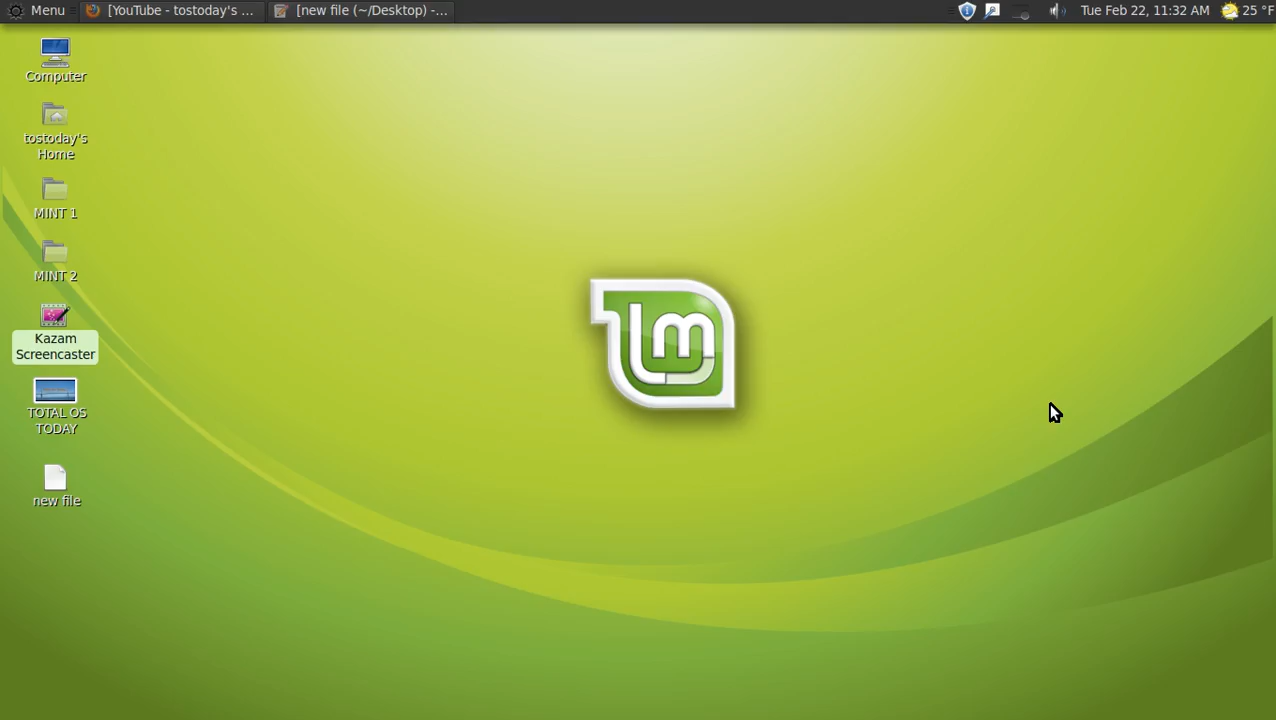 Menu [YouTube - tostoday's ... [new file (~/Desktop) -... Tue Feb 22, 11:32 AM 25 °F
Computer
tostoday's
Home
MINT 1
MINT 2
Kazam
Screencaster
TOTAL OS
TODAY
new file
lm